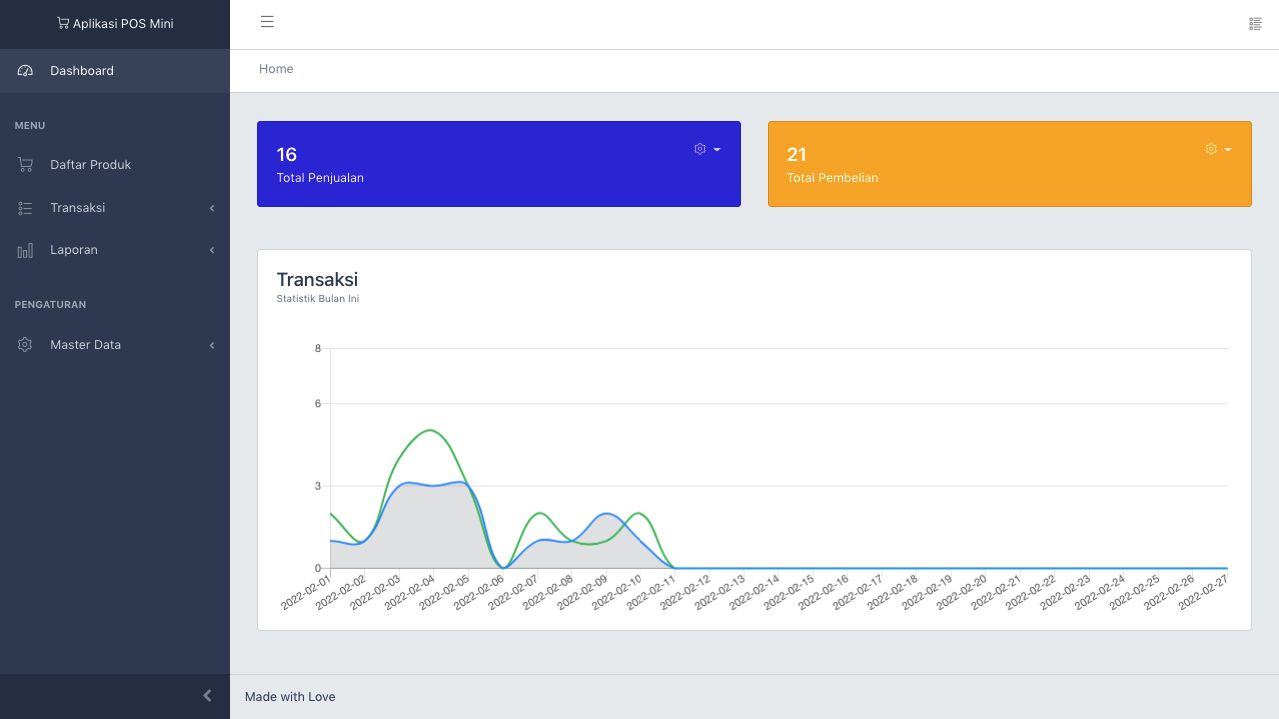 Aplikasi POS Mini
Dashboard
MENU
Daftar Produk
Transaksi
Laporan
PENGATURAN
Master Data
Home
16
Total Penjualan
21
Total Pembelian
Transaksi
Statistik Bulan Ini
8
6
3
0
2022-02-01
2022-02-02
2022-02-03
2022-02-04
2022-02-05
2022-02-06
2022-02-07
2022-02-08
2022-02-09
2022-02-10
2022-02-11
2022-02-12
2022-02-13
2022-02-14
2022-02-15
2022-02-16
2022-02-17
2022-02-18
2022-02-19
2022-02-20
2022-02-21
2022-02-22
2022-02-23
2022-02-24
2022-02-25
2022-02-26
2022-02-27
Made with Love